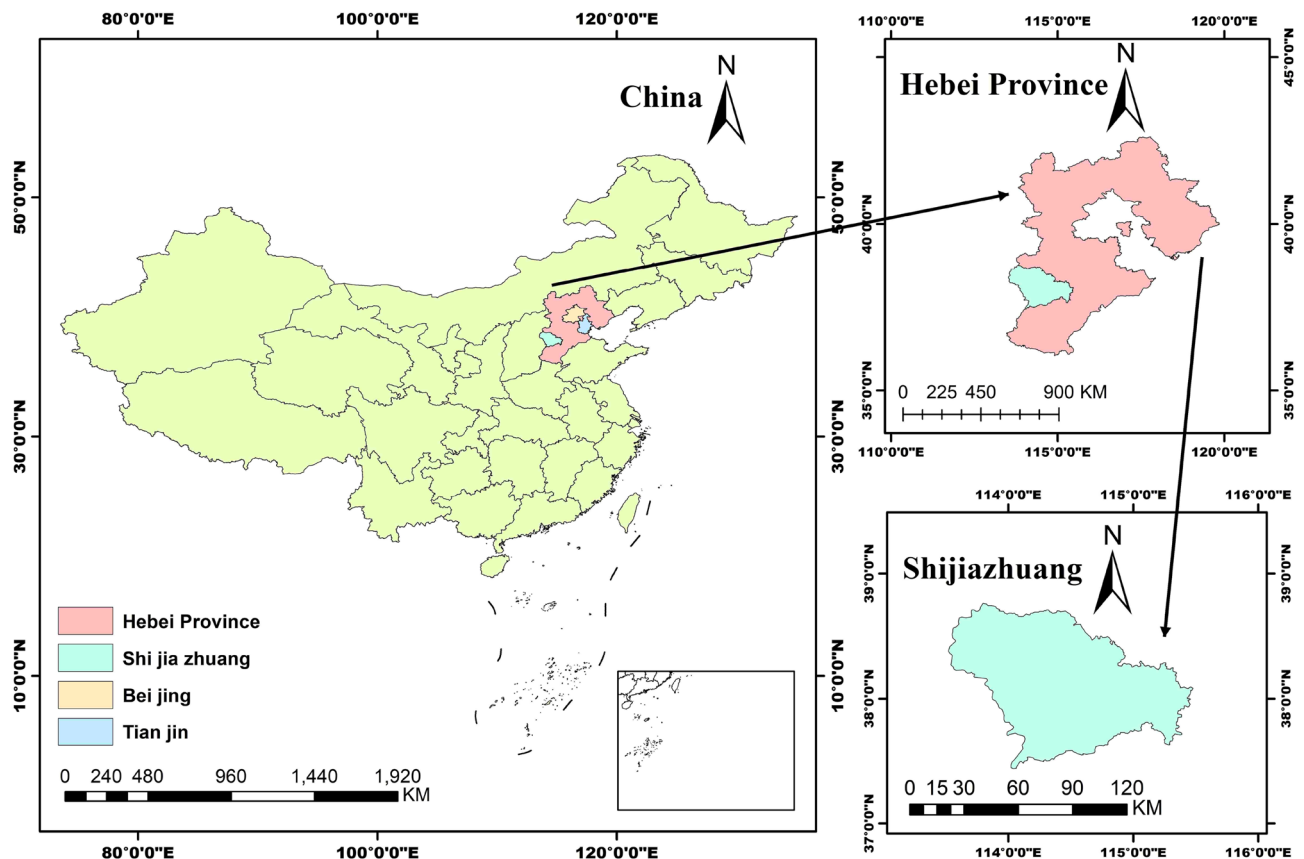 80°0'0"E 100°0'0"E 120°0'0"E
China
N
50°0'0"N 50°0'0"N
30°0'0"N 30°0'0"N
10°0'0"N 10°0'0"N
Hebei Province
Shi jia zhuang
Bei jing
Tian jin
0 240 480 960 1,440 1,920
KM
80°0'0"E 100°0'0"E 120°0'0"E
110°0'0"E 115°0'0"E 120°0'0"E
Hebei Province
N
45°0'0"N
40°0'0"N 40°0'0"N
35°0'0"N 35°0'0"N
0 225 450 900 KM
110°0'0"E 115°0'0"E 120°0'0"E
114°0'0"E 115°0'0"E 116°0'0"E
Shijiazhuang
N
39°0'0"N 39°0'0"N
38°0'0"N 38°0'0"N
37°0'0"N 37°0'0"N
0 15 30 60 90 120
KM
114°0'0"E 115°0'0"E 116°0'0"E